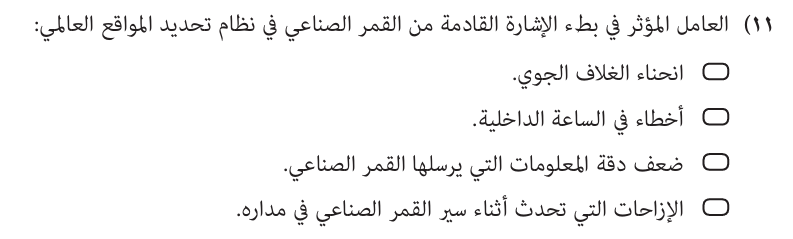 ١١) العامل المؤثر في بطء الإشارة القادمة من القمر الصناعي في نظام تحديد المواقع العالمي:
انحناء الغلاف الجوي.
أخطاء في الساعة الداخلية.
ضعف دقة المعلومات التي يرسلها القمر الصناعي.
الإزاحات التي تحدث أثناء سير القمر الصناعي في مداره.